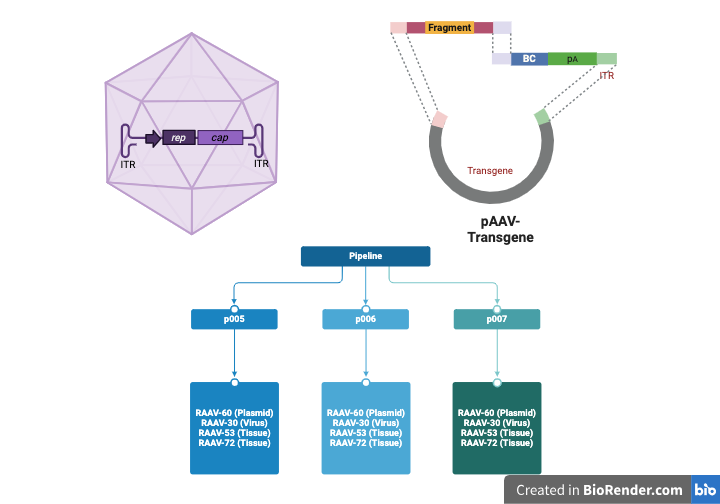 Fragment
BC
pA
ITR
rep
cap
ITR
ITR
Transgene
pAAV-
Transgene
Pipeline
p005
p006
p007
RAAV-60 (Plasmid)
RAAV-30 (Virus)
RAAV-53 (Tissue)
RAAV-72 (Tissue)
RAAV-60 (Plasmid)
RAAV-30 (Virus)
RAAV-53 (Tissue)
RAAV-72 (Tissue)
RAAV-60 (Plasmid)
RAAV-30 (Virus)
RAAV-53 (Tissue)
RAAV-72 (Tissue)
Created in BioRender.com bio